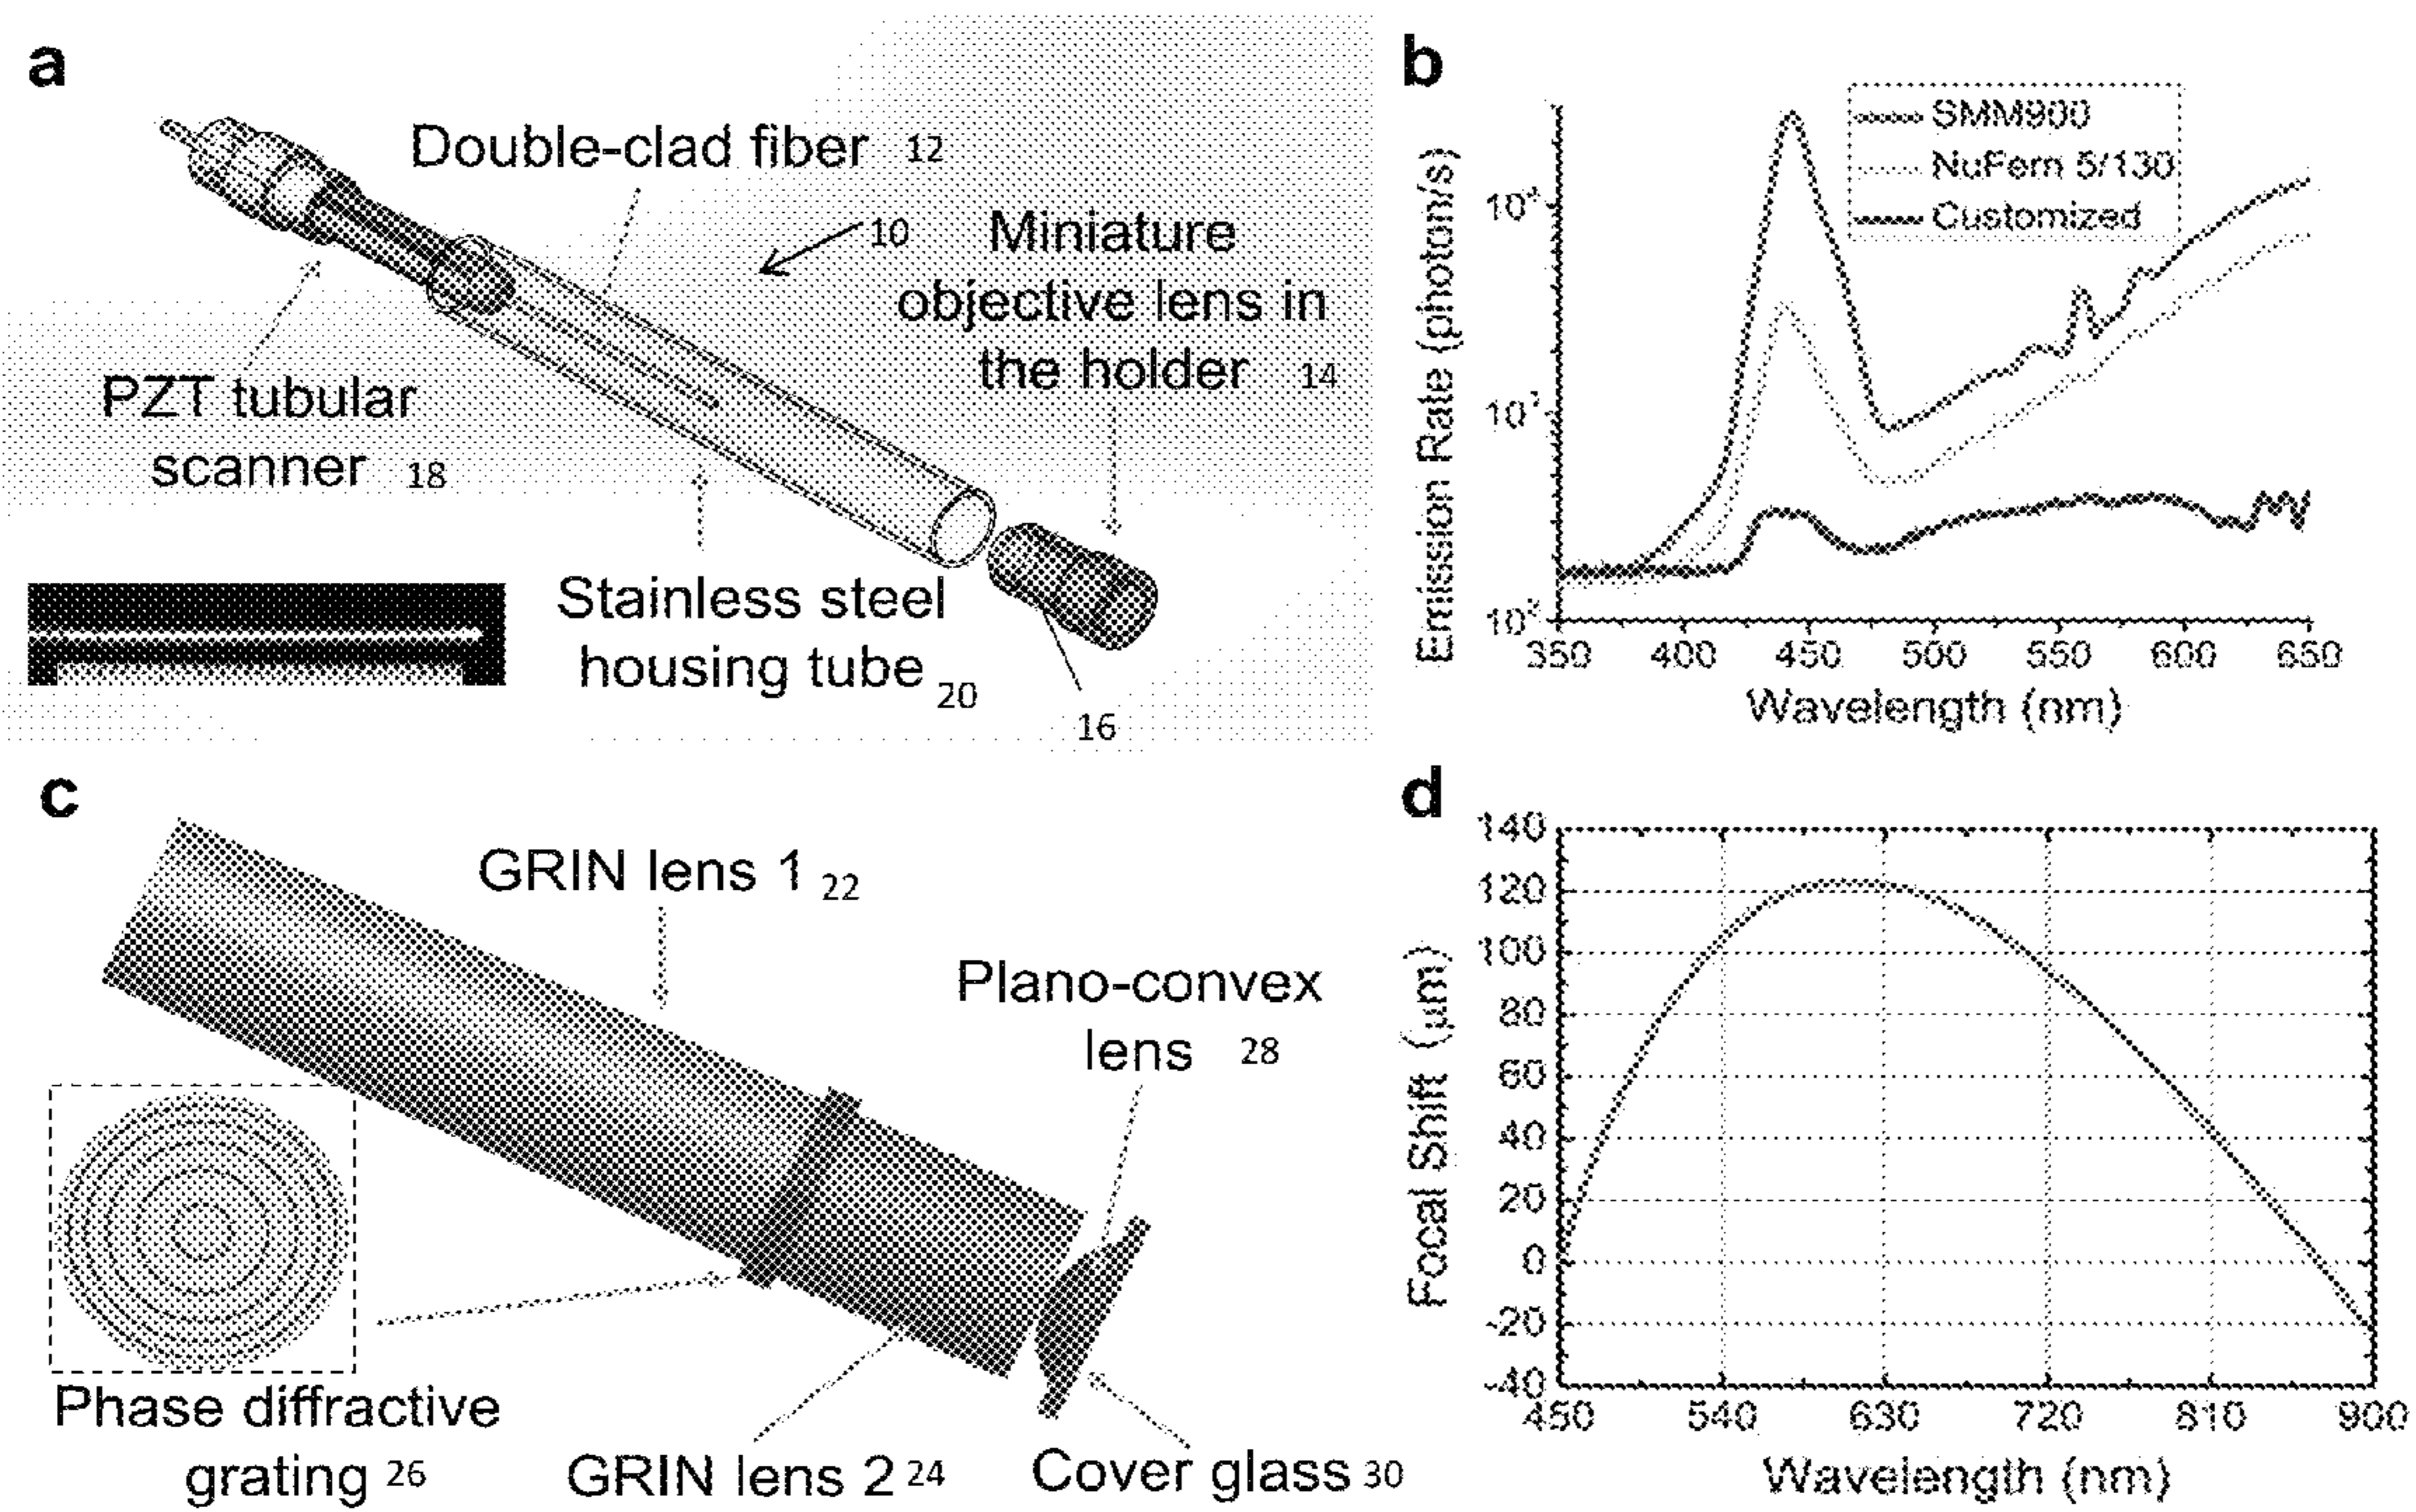 a
Double-clad fiber 12
10
Miniature
objective lens in
the holder 14
PZT tubular
scanner 18
Stainless steel
housing tube 20
16
b
SMM900
NuFern 5/130
Customized
Emission Rate (photon/s)
10²
350 400 450 500 550 600 650
Wavelength (nm)
c
GRIN lens 1 22
Plano-convex
lens 28
Phase diffractive
grating 26
GRIN lens 2 24
Cover glass 30
d
Focal Shift (μm)
140
120
100
80
60
40
20
0
-20
-40
450 540 630 720 810 900
Wavelength (nm)